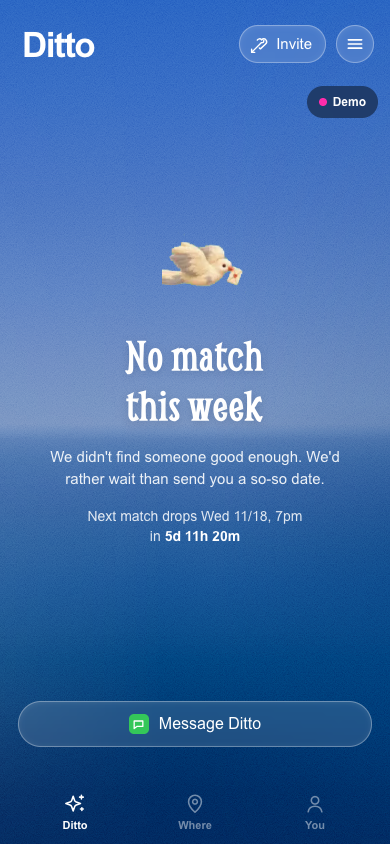 Ditto
Invite
Demo
No match
this week
We didn't find someone good enough. We'd
rather wait than send you a so-so date.
Next match drops Wed 11/18, 7pm
in 5d 11h 20m
Message Ditto
Ditto
Where
You